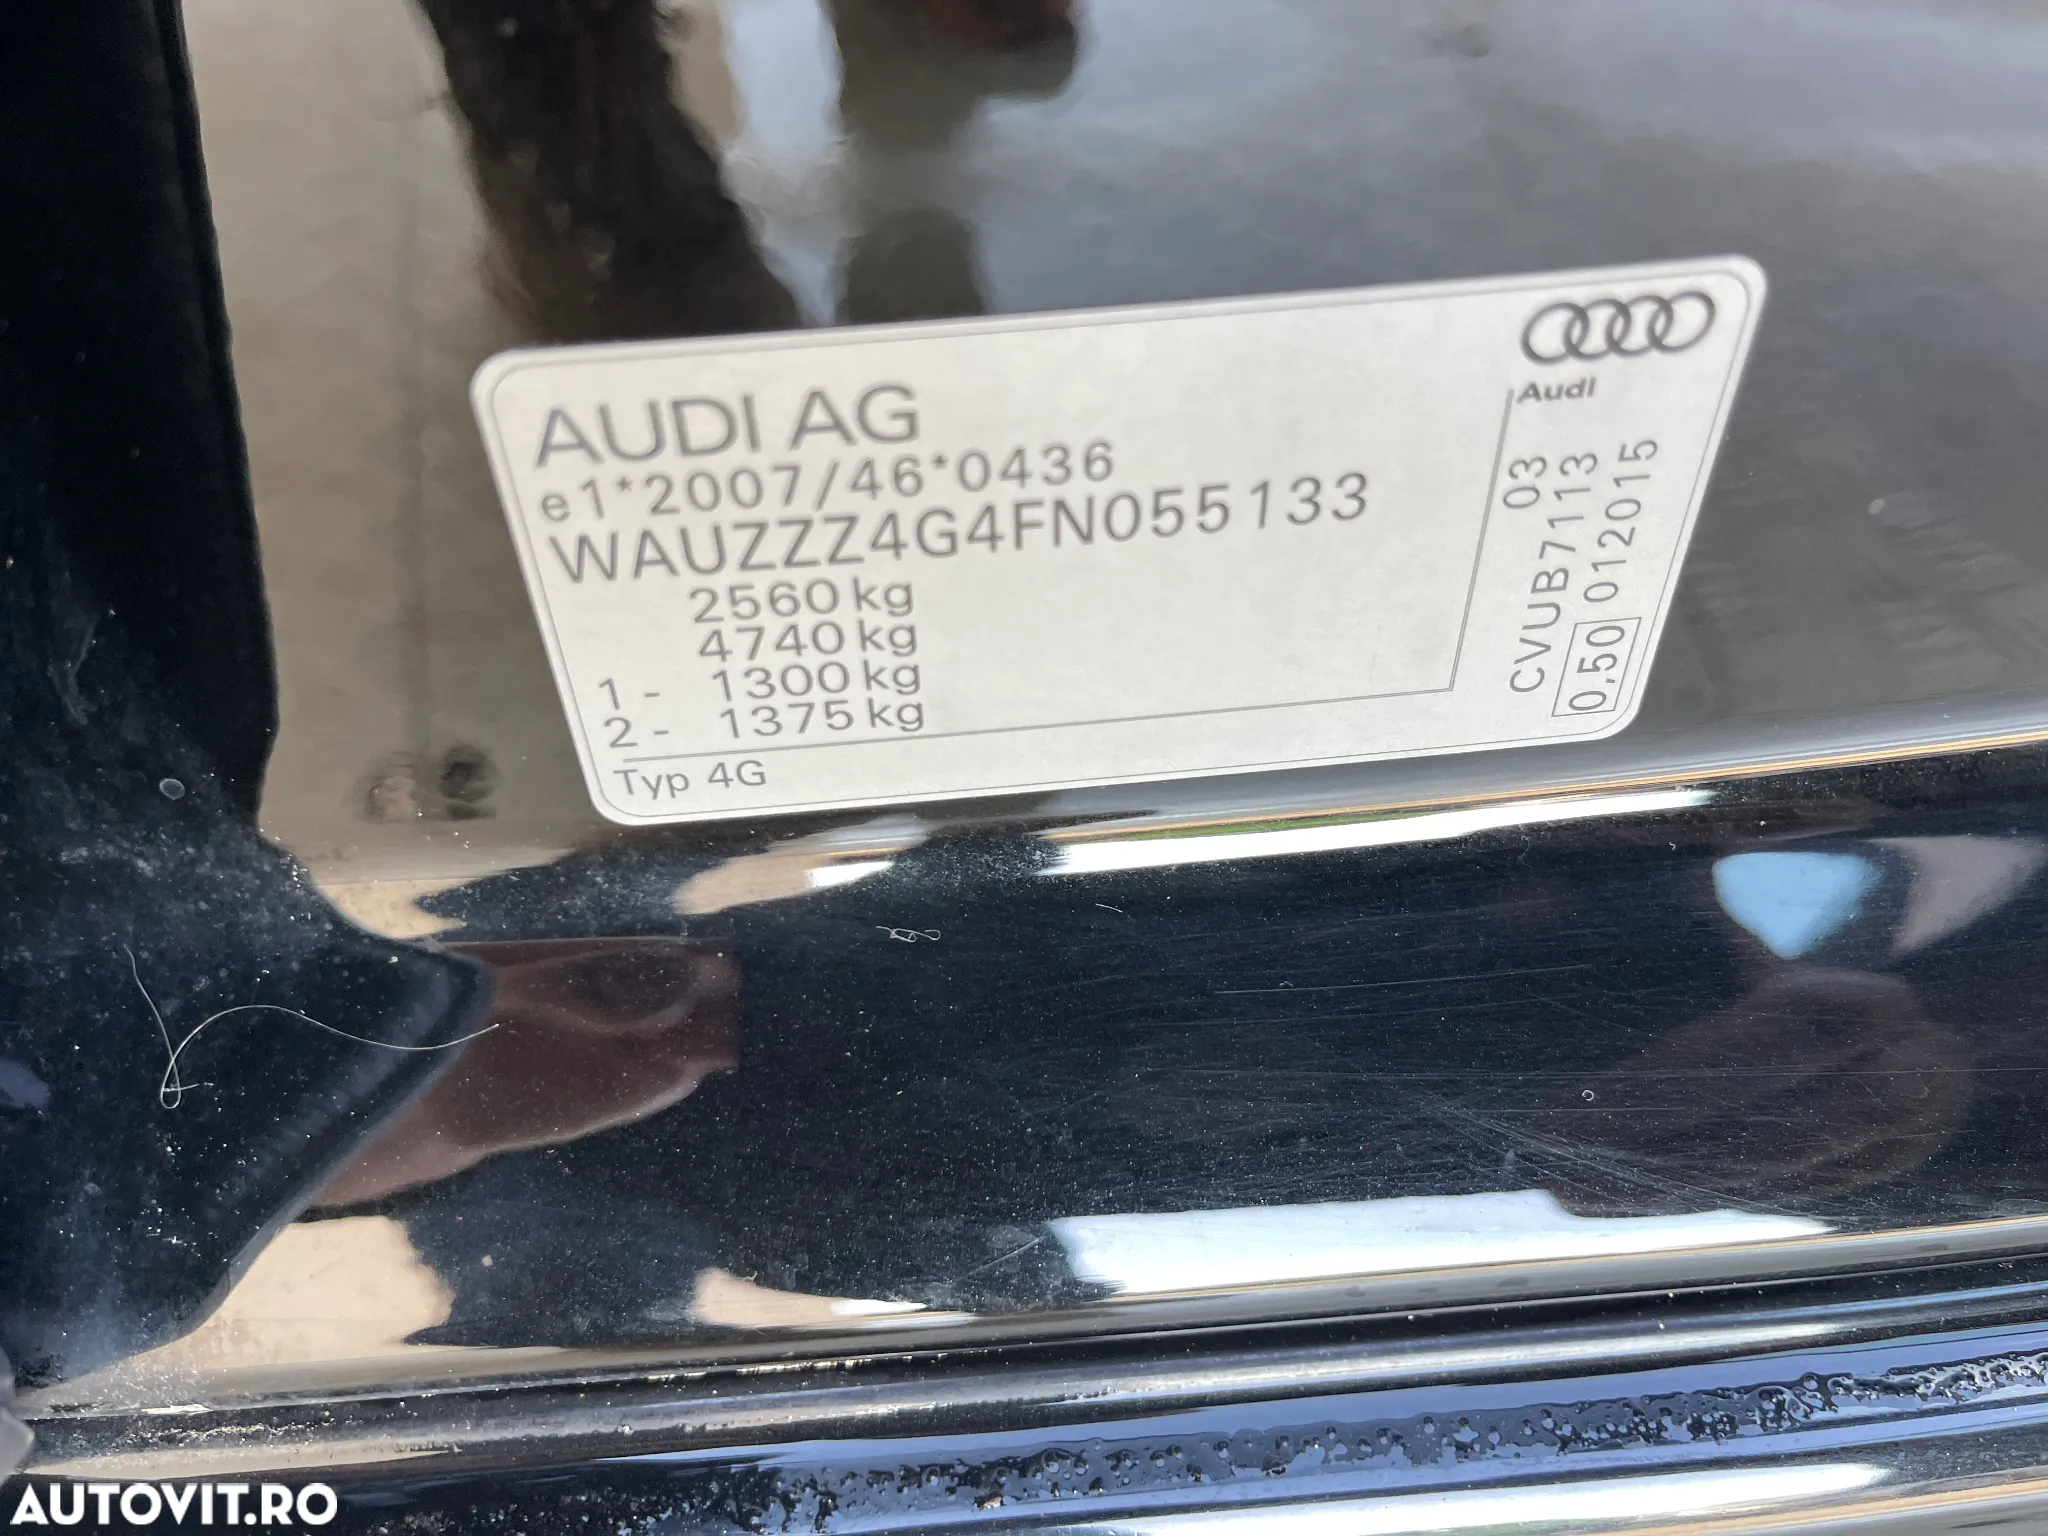 AUDI AG
e1*2007/46*0436
WAUZZZ4G4FN055133
2560 kg
4740 kg
1 - 1300 kg
2 - 1375 kg
Typ 4G
Audi
CVUB7113 03
0,50 012015
AUTOVIT.RO